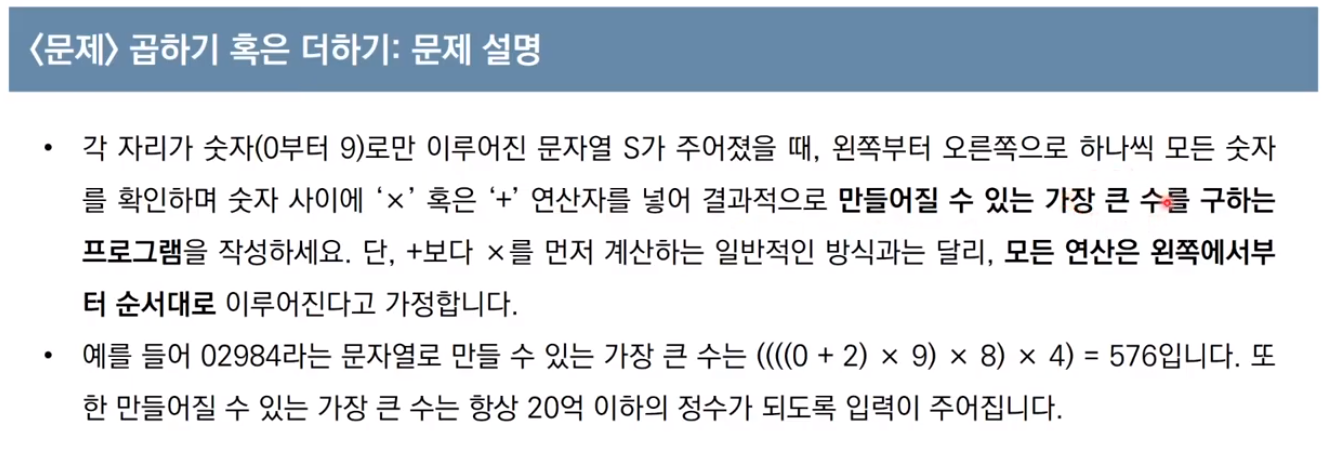 〈문제〉 곱하기 혹은 더하기: 문제 설명
• 각 자리가 숫자(0부터 9)로만 이루어진 문자열 S가 주어졌을 때, 왼쪽부터 오른쪽으로 하나씩 모든 숫자
를 확인하며 숫자 사이에 ‘×’ 혹은 ‘+’ 연산자를 넣어 결과적으로 만들어질 수 있는 가장 큰 수를 구하는
프로그램을 작성하세요. 단, +보다 ×를 먼저 계산하는 일반적인 방식과는 달리, 모든 연산은 왼쪽에서부
터 순서대로 이루어진다고 가정합니다.
• 예를 들어 02984라는 문자열로 만들 수 있는 가장 큰 수는 ((((0 + 2) × 9) × 8) × 4) = 576입니다. 또
한 만들어질 수 있는 가장 큰 수는 항상 20억 이하의 정수가 되도록 입력이 주어집니다.